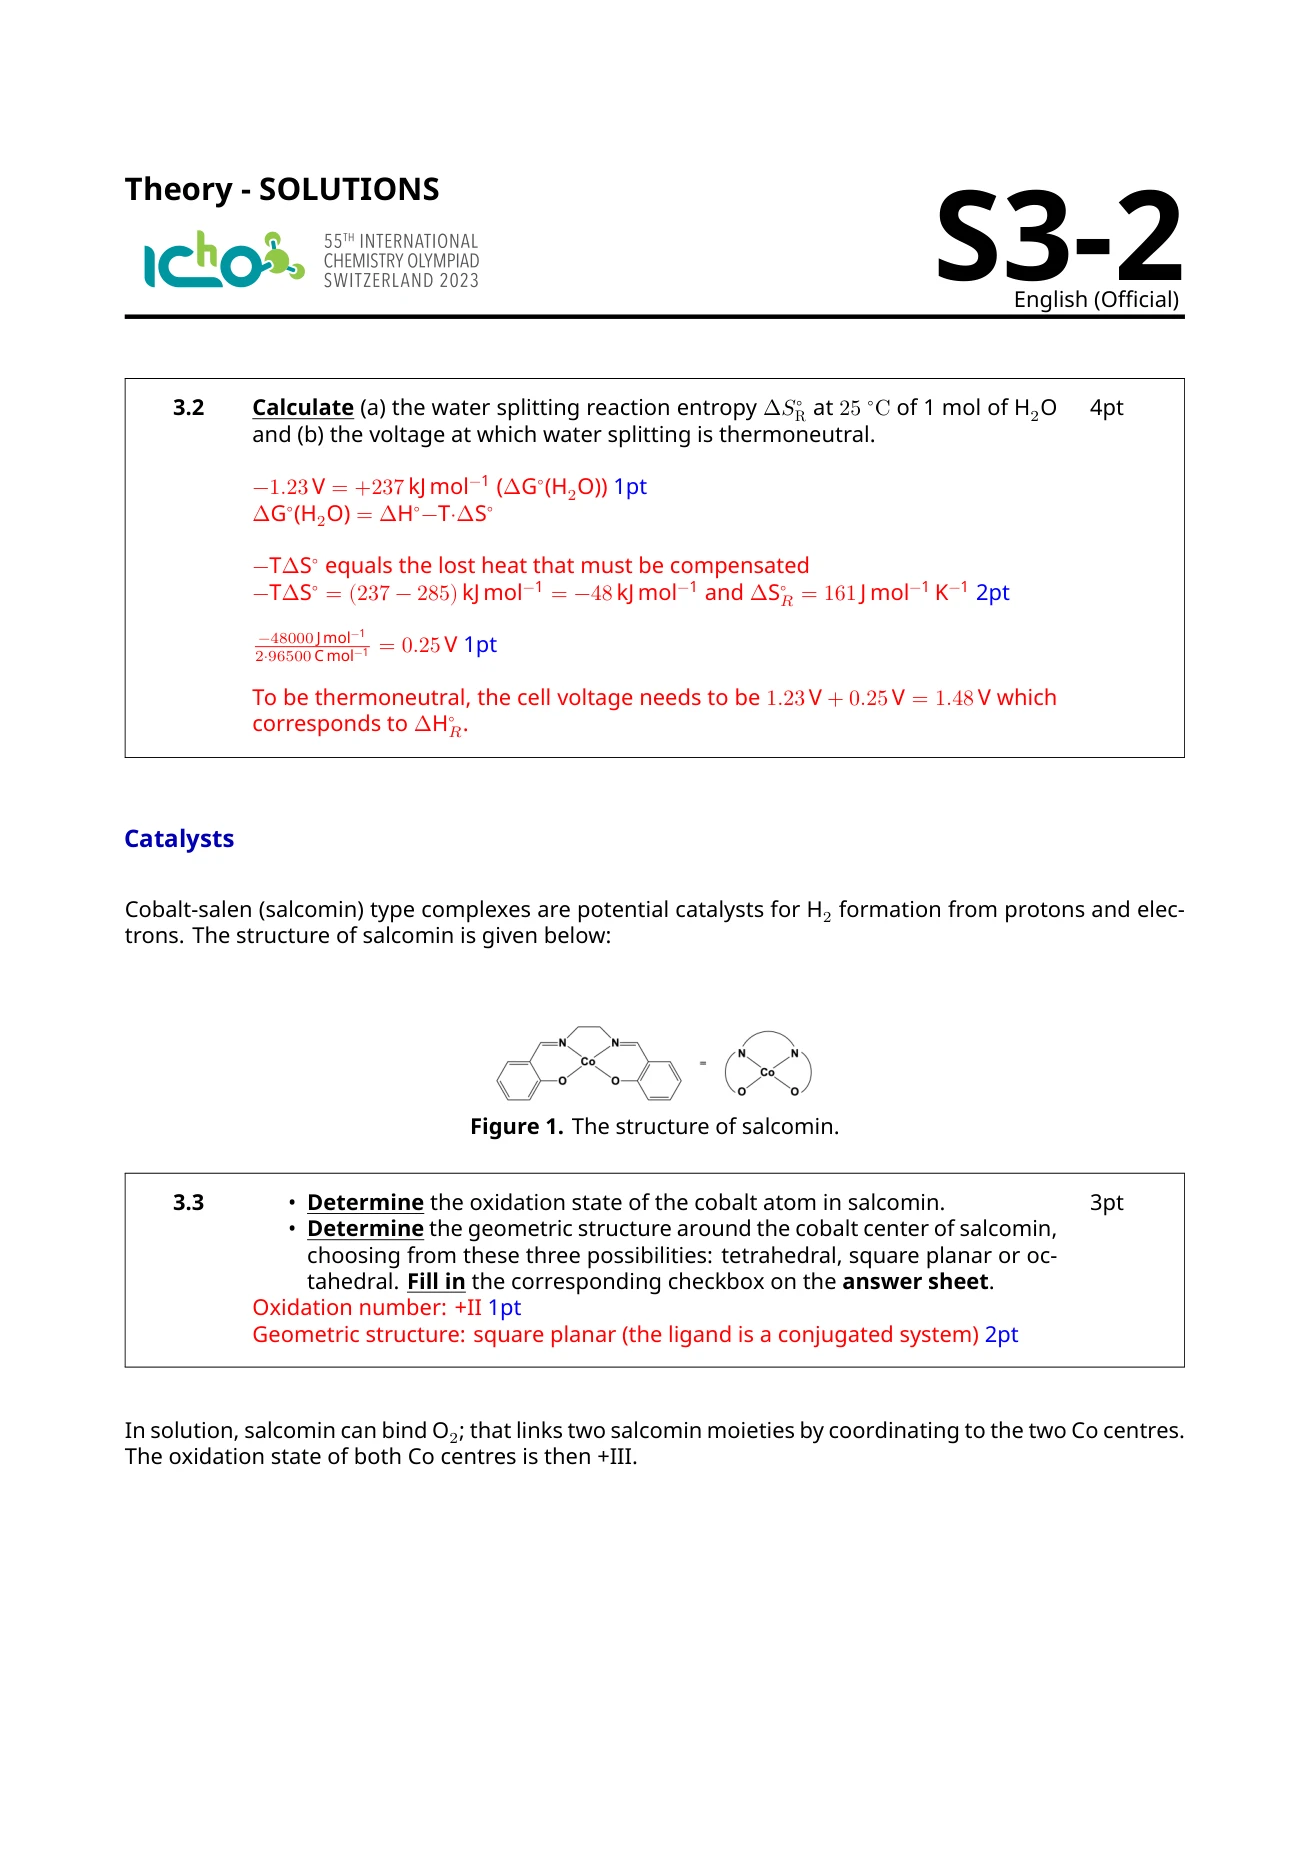 Theory - SOLUTIONS
IChO
55TH INTERNATIONAL
CHEMISTRY OLYMPIAD
SWITZERLAND 2023
S3-2
English (Official)
3.2 Calculate (a) the water splitting reaction entropy ΔS°R at 25 °C of 1 mol of H₂O 4pt
and (b) the voltage at which water splitting is thermoneutral.
−1.23 V = +237 kJ mol⁻¹ (ΔG°(H₂O)) 1pt
ΔG°(H₂O) = ΔH°−T·ΔS°
−TΔS° equals the lost heat that must be compensated
−TΔS° = (237 − 285) kJ mol⁻¹ = −48 kJ mol⁻¹ and ΔS°R = 161 J mol⁻¹ K⁻¹ 2pt
−48000 J mol⁻¹ / 2·96500 C mol⁻¹ = 0.25 V 1pt
To be thermoneutral, the cell voltage needs to be 1.23 V + 0.25 V = 1.48 V which
corresponds to ΔH°R.
Catalysts
Cobalt-salen (salcomin) type complexes are potential catalysts for H₂ formation from protons and elec-
trons. The structure of salcomin is given below:
N N Co O O = N N Co O O
Figure 1. The structure of salcomin.
3.3 • Determine the oxidation state of the cobalt atom in salcomin. 3pt
• Determine the geometric structure around the cobalt center of salcomin,
choosing from these three possibilities: tetrahedral, square planar or oc-
tahedral. Fill in the corresponding checkbox on the answer sheet.
Oxidation number: +II 1pt
Geometric structure: square planar (the ligand is a conjugated system) 2pt
In solution, salcomin can bind O₂; that links two salcomin moieties by coordinating to the two Co centres.
The oxidation state of both Co centres is then +III.